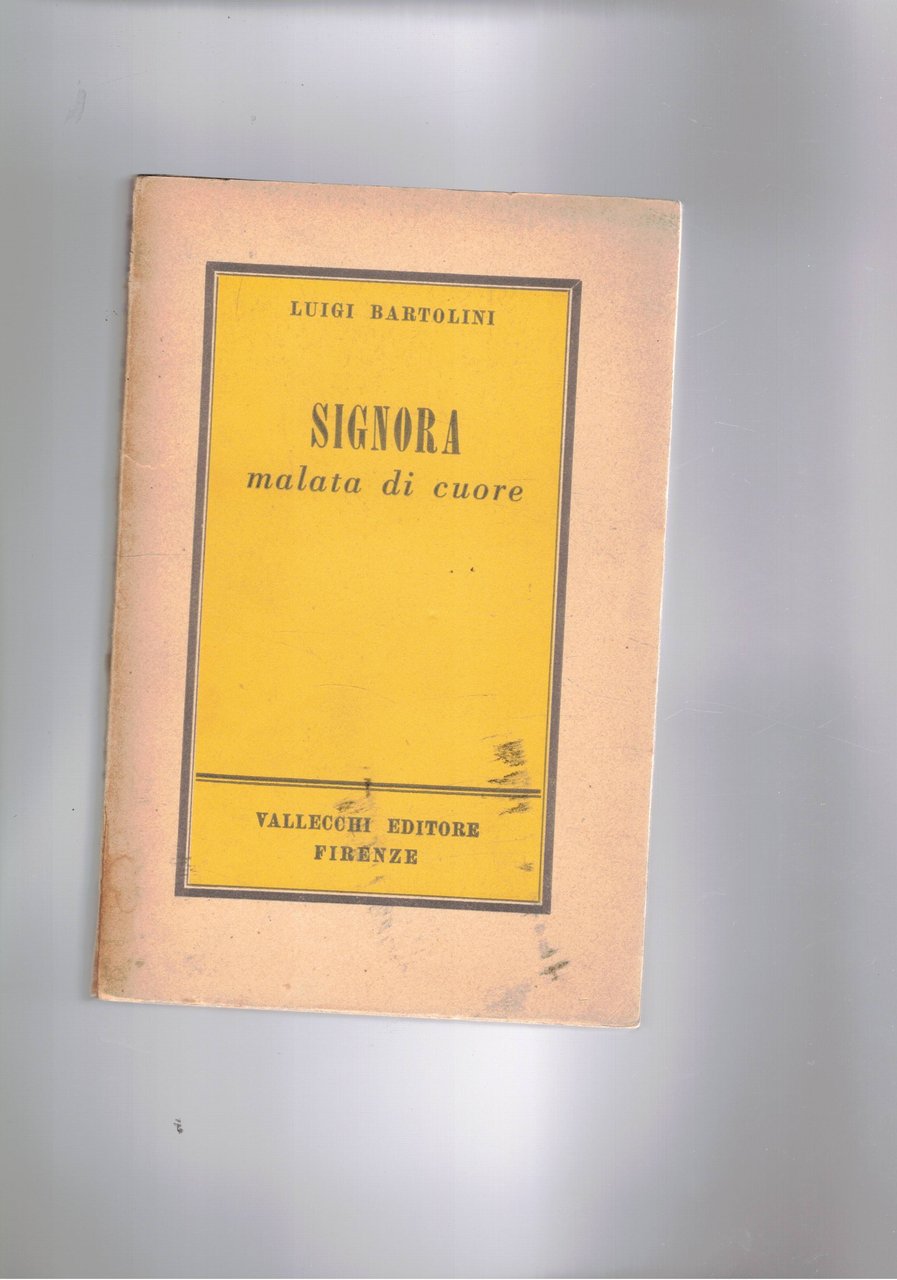 LUIGI BARTOLINI
SIGNORA
malata di cuore
VALLECCHI EDITORE
FIRENZE